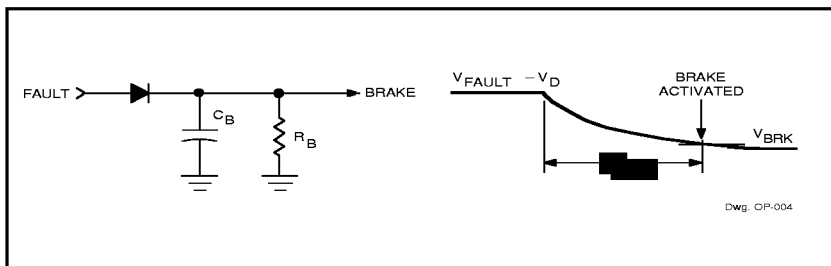 FAULT
C_B
R_B
BRAKE
V_FAULT - V_D
BRAKE
ACTIVATED
V_BRK
Dwg. OP-004